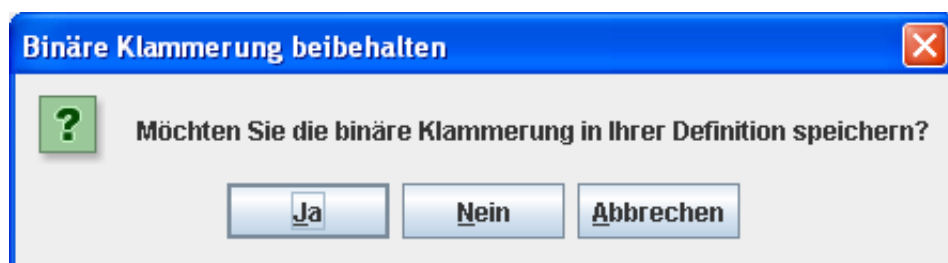 Binäre Klammerung beibehalten
Möchten Sie die binäre Klammerung in Ihrer Definition speichern?
Ja Nein Abbrechen